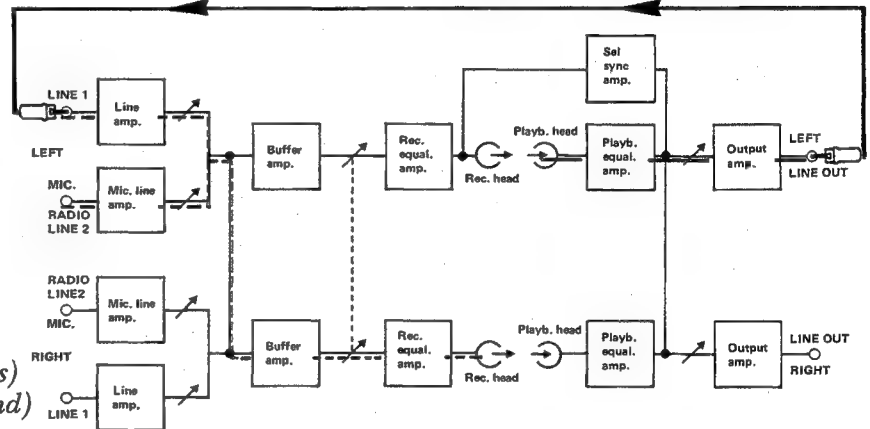 Sel
sync
amp.
LINE 1
Line
amp.
LEFT
MIC.
RADIO
LINE 2
Mic. line
amp.
Buffer
amp.
Rec.
equal.
amp.
Rec. head
Playb. head
Playb.
equal.
amp.
Output
amp.
LEFT
LINE OUT
RADIO
LINE2
MIC.
Mic. line
amp.
RIGHT
s)
nd)
LINE 1
Line
amp.
Buffer
amp.
Rec.
equal.
amp.
Rec. head
Playb. head
Playb.
equal.
amp.
Output
amp.
LINE OUT
RIGHT